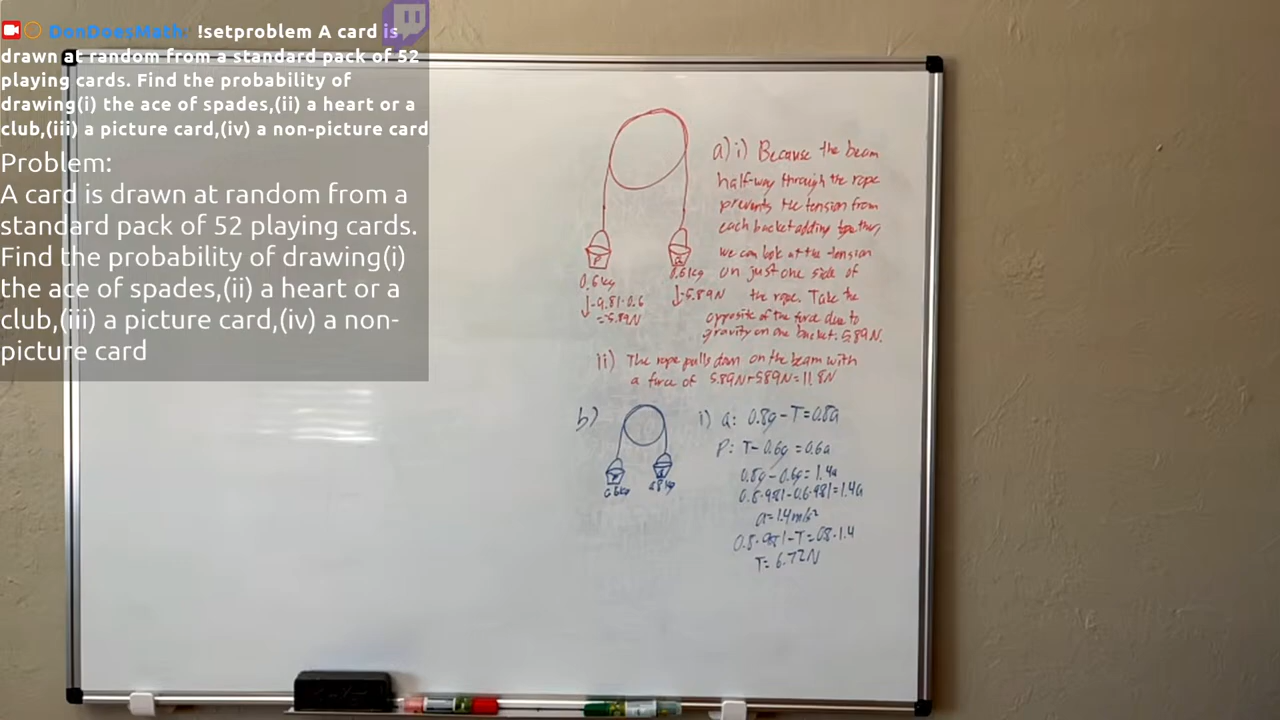 DonDoesMath !setproblem A card is
drawn at random from a standard pack of 52
playing cards. Find the probability of
drawing(i) the ace of spades,(ii) a heart or a
club,(iii) a picture card,(iv) a non-picture card
Problem:
A card is drawn at random from a
standard pack of 52 playing cards.
Find the probability of drawing(i)
the ace of spades,(ii) a heart or a
club,(iii) a picture card,(iv) a non-
picture card
a) i) Because the beam
half-way through the rope
prevents the tension from
each bucket adding together,
we can look at the tension
on just one side of
the rope. Take the
opposite of the force due to
gravity on one bucket. 5.89N.
P
Q
0.6kg
0.6kg
↓-9.81·0.6
=-5.89N
↓-5.89N
ii) The rope pulls down on the beam with
a force of 5.89N+5.89N=11.8N
b)
P
0.6kg
0.8kg
i) Q: 0.8g-T=0.8a
P: T-0.6g=0.6a
0.8g-0.6g=1.4a
0.8·9.81-0.6·9.81=1.4a
a=1.4m/s²
0.8·9.81-T=0.8·1.4
T=6.72N